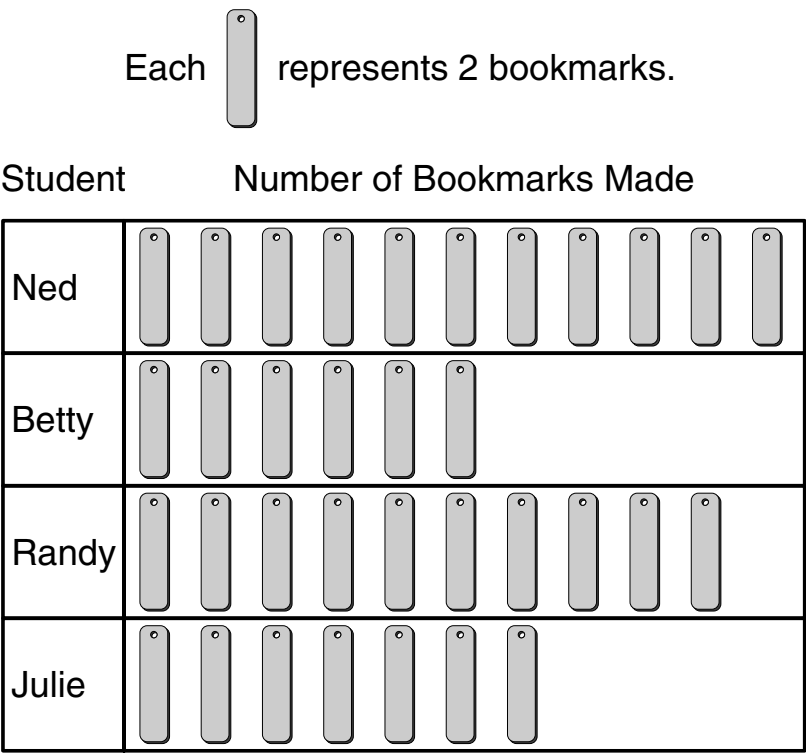 Each represents 2 bookmarks.
Student Number of Bookmarks Made
Ned
Betty
Randy
Julie